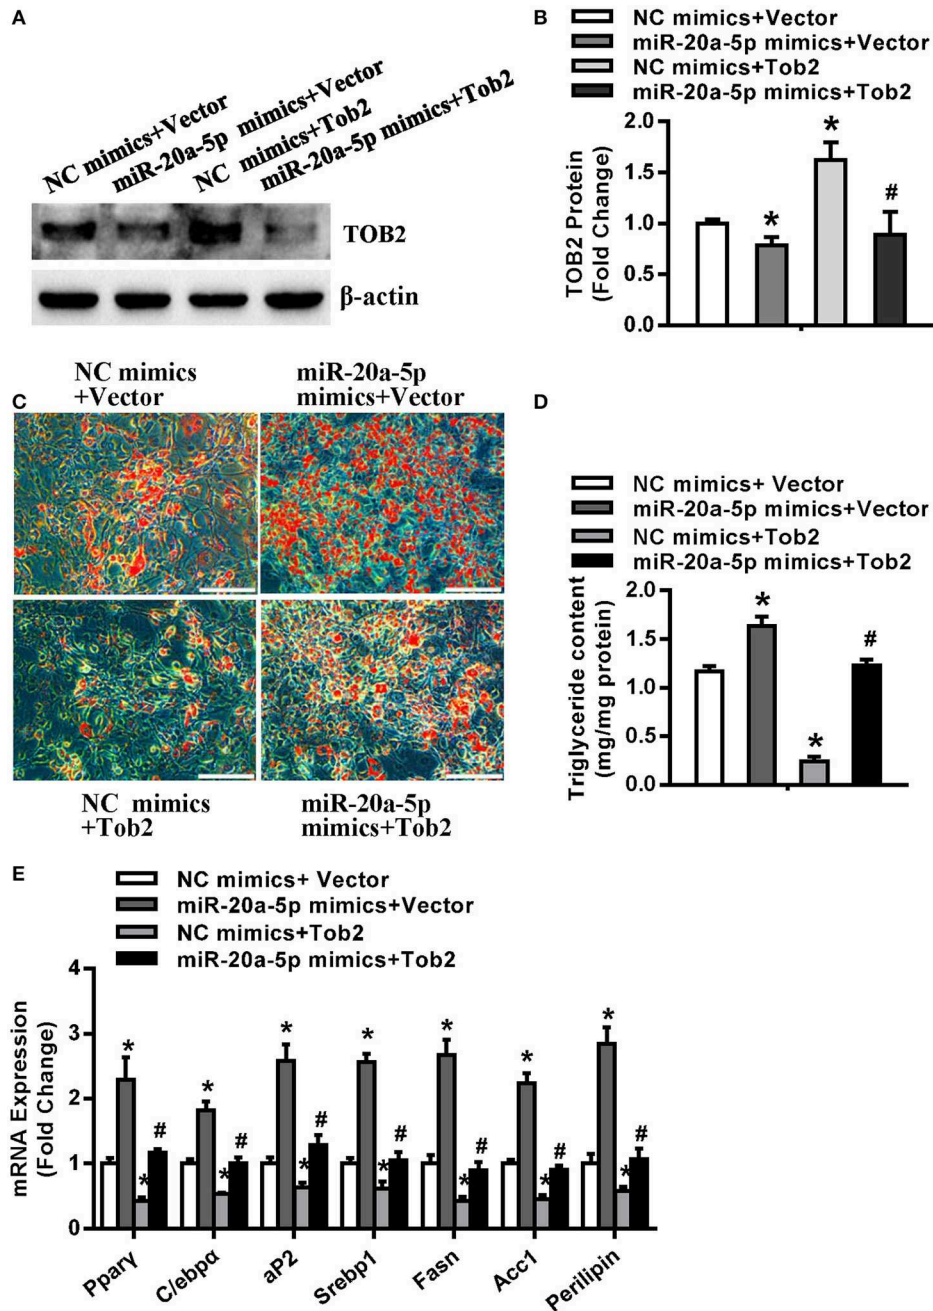 A
NC mimics+Vector
miR-20a-5p mimics+Vector
NC mimics+Tob2
miR-20a-5p mimics+Tob2
TOB2
β-actin
B
NC mimics+Vector
miR-20a-5p mimics+Vector
NC mimics+Tob2
miR-20a-5p mimics+Tob2
TOB2 Protein
(Fold Change)
2.0
1.5
1.0
0.5
0.0
*
*
#
C
NC mimics
+Vector
miR-20a-5p
mimics+Vector
NC mimics
+Tob2
miR-20a-5p
mimics+Tob2
D
NC mimics+ Vector
miR-20a-5p mimics+Vector
NC mimics+Tob2
miR-20a-5p mimics+Tob2
Triglyceride content
(mg/mg protein)
2.0
1.5
1.0
0.5
0.0
*
*
#
E
NC mimics+ Vector
miR-20a-5p mimics+Vector
NC mimics+Tob2
miR-20a-5p mimics+Tob2
mRNA Expression
(Fold Change)
4
3
2
1
0
* * #
* * #
* * #
* * #
* * #
* * #
* * #
Pparγ
C/ebpα
aP2
Srebp1
Fasn
Acc1
Perilipin